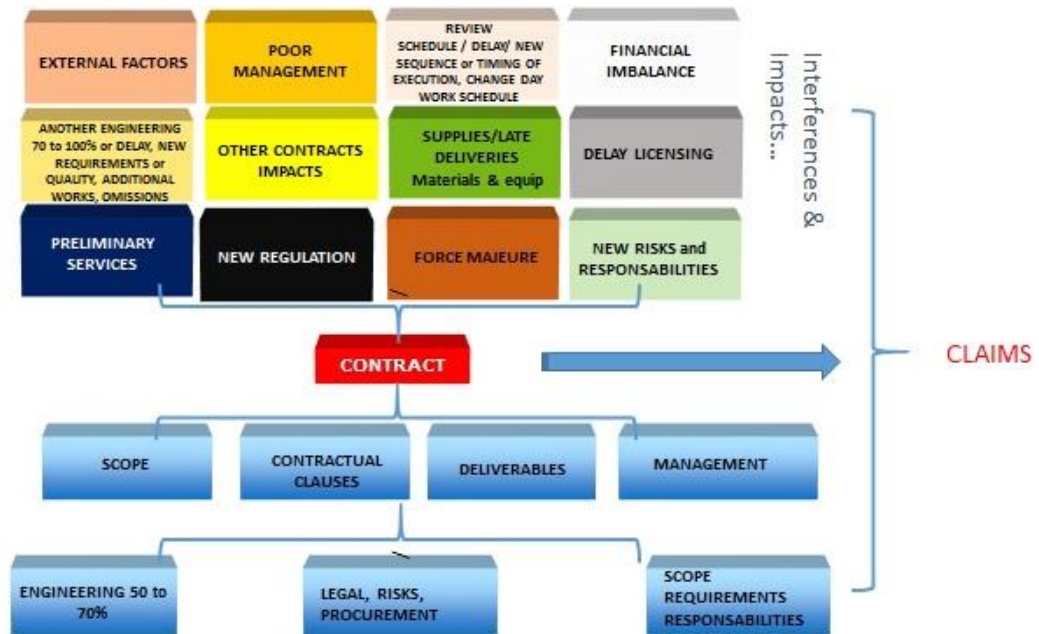 EXTERNAL FACTORS
POOR
MANAGEMENT
REVIEW
SCHEDULE / DELAY/ NEW
SEQUENCE or TIMING OF
EXECUTION, CHANGE DAY
WORK SCHEDULE
FINANCIAL
IMBALANCE
Interferences &
Impacts...
ANOTHER ENGINEERING
70 to 100% or DELAY, NEW
REQUIREMENTS or
QUALITY, ADDITIONAL
WORKS, OMISSIONS
OTHER CONTRACTS
IMPACTS
SUPPLIES/LATE
DELIVERIES
Materials & equip
DELAY LICENSING
PRELIMINARY
SERVICES
NEW REGULATION
FORCE MAJEURE
NEW RISKS and
RESPONSABILITIES
CONTRACT
CLAIMS
SCOPE
CONTRACTUAL
CLAUSES
DELIVERABLES
MANAGEMENT
ENGINEERING 50 to
70%
LEGAL, RISKS,
PROCUREMENT
SCOPE
REQUIREMENTS
RESPONSABILITIES